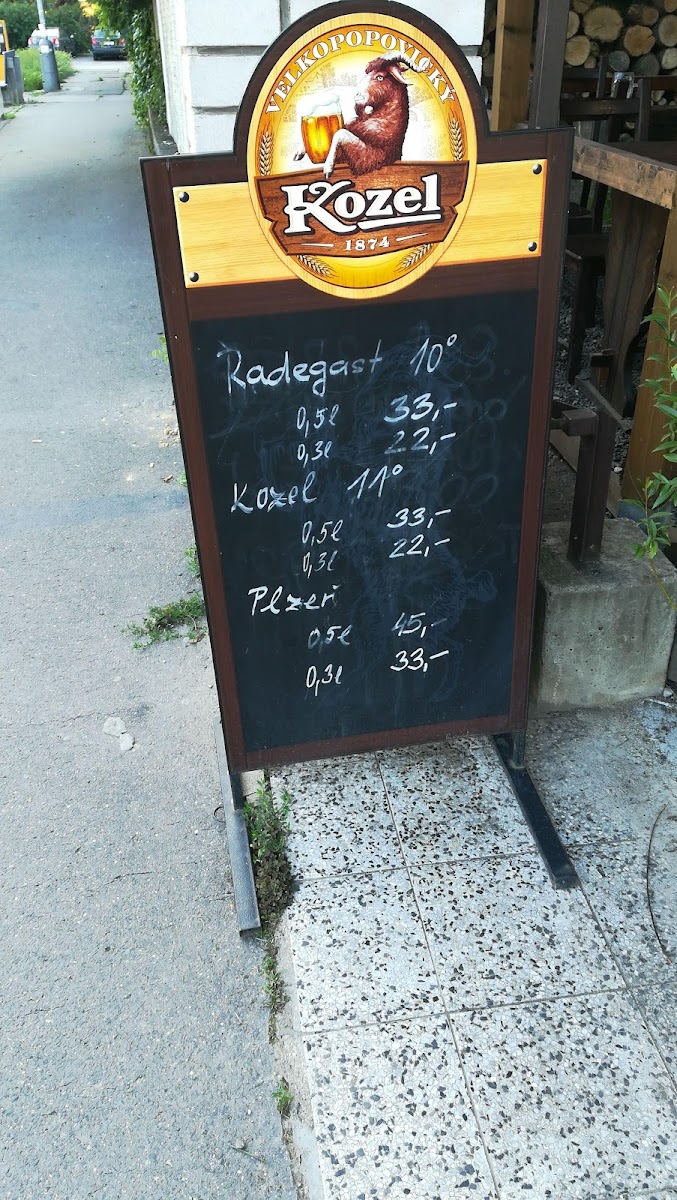 VELKOPOPOVICKÝ
Kozel
1874
Radegast 10°
0,5l 33,-
0,3l 22,-
Kozel 11°
0,5l 33,-
0,3l 22,-
Plzeň
0,5l 45,-
0,3l 33,-